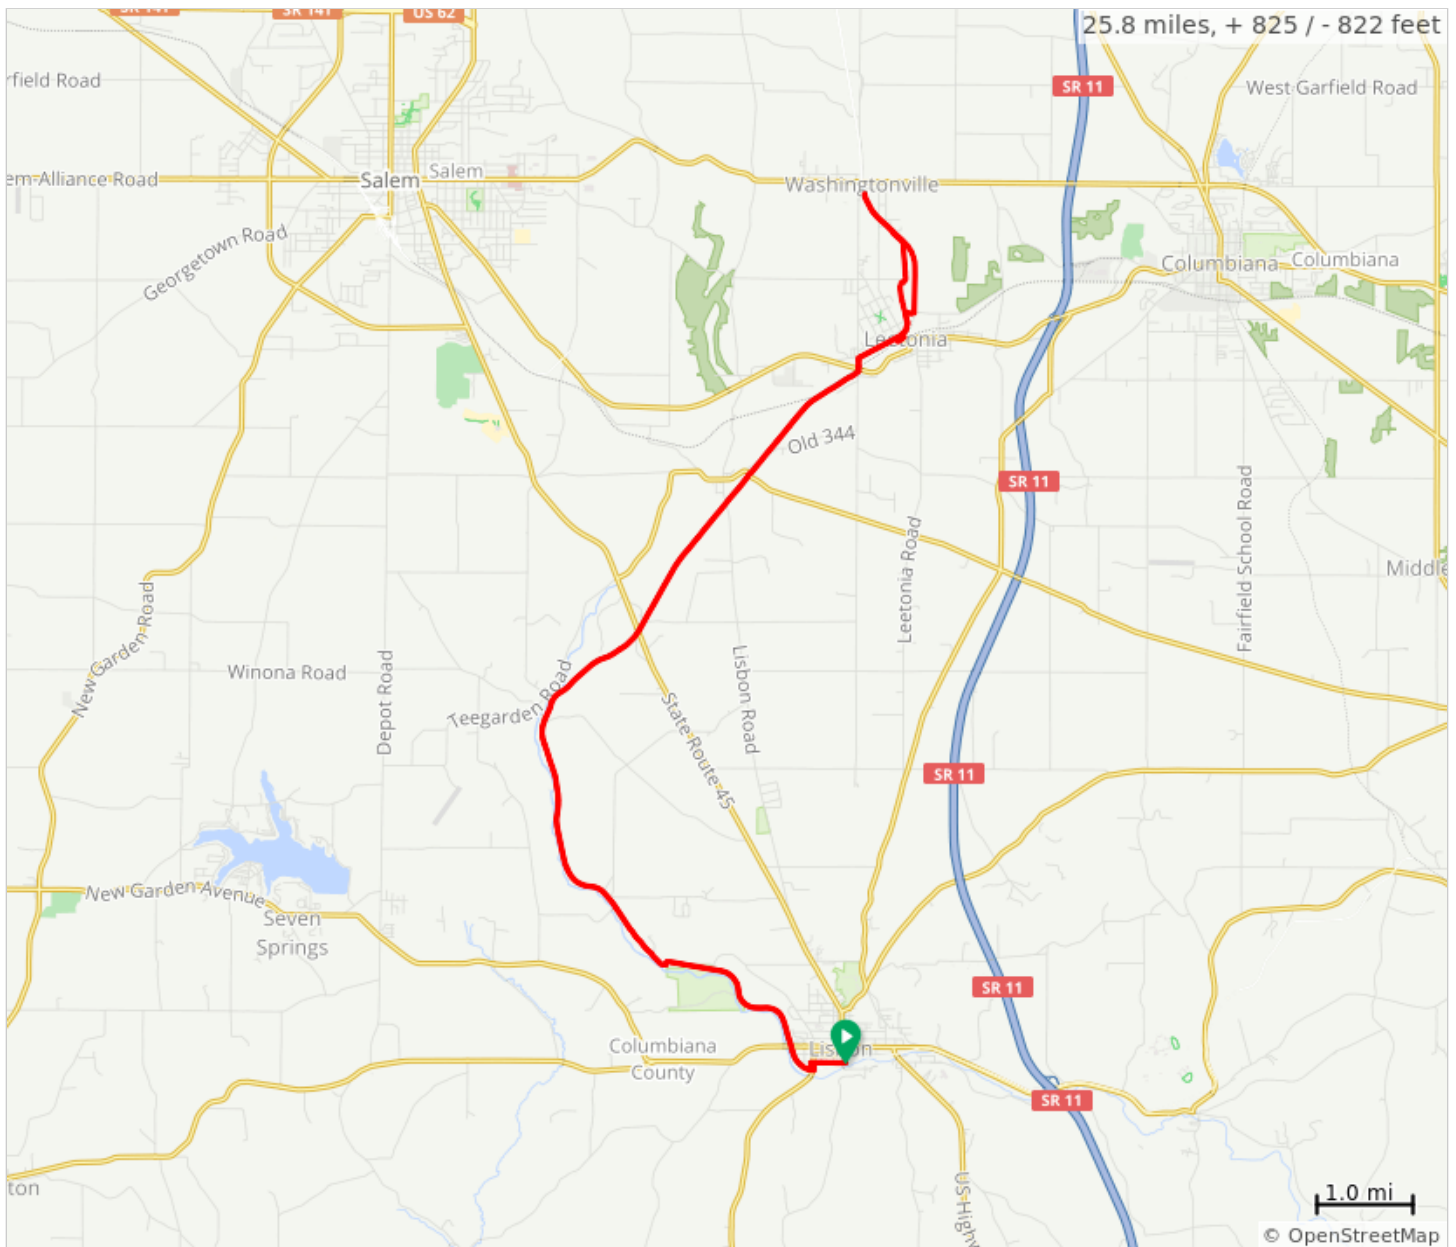 SR 141
SR 141
US 62
25.8 miles, + 825 / - 822 feet
rfield Road
SR 11
West Garfield Road
em-Alliance Road
Salem
Salem
Washingtonville
Georgetown Road
Columbiana
Columbiana
Leetonia
Old 344
SR 11
Leetonia Road
Fairfield School Road
Middle
New Garden Road
Winona Road
Depot Road
Teegarden Road
Lisbon Road
State Route 45
SR 11
New Garden Avenue
Seven
Springs
SR 11
Columbiana
County
Lisbon
SR 11
ton
US Highw
1.0 mi
© OpenStreetMap